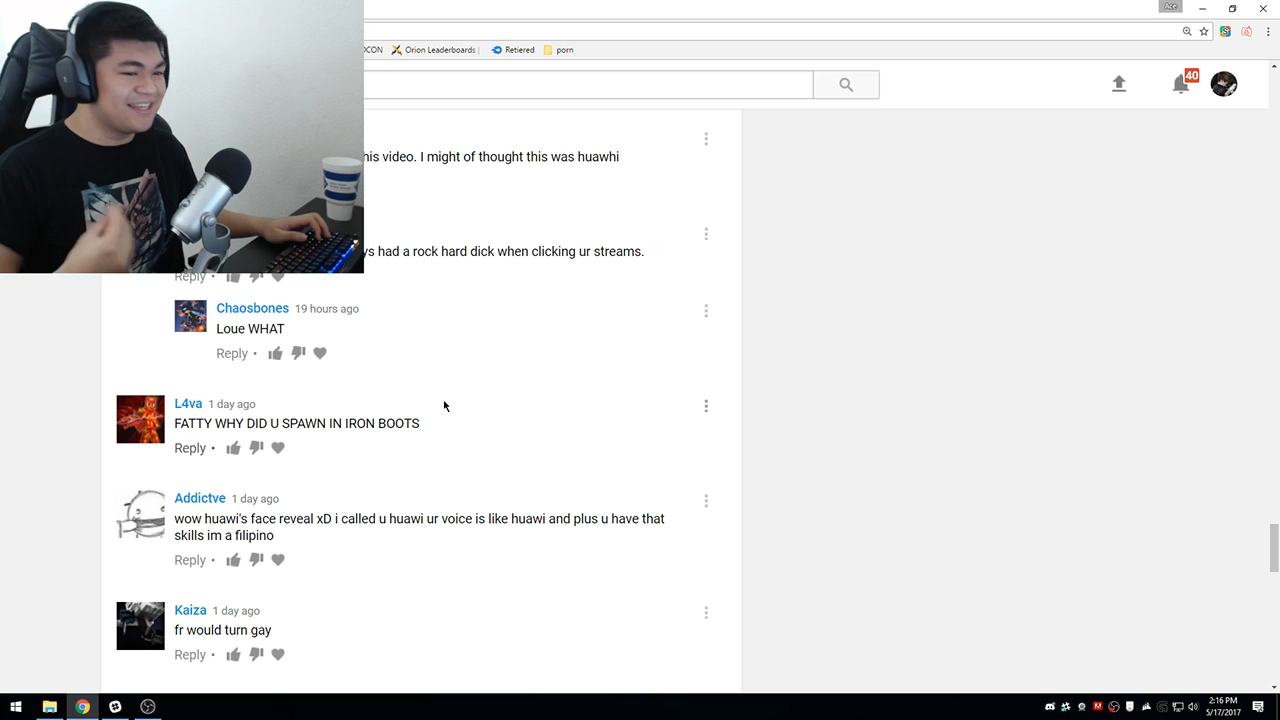 Ace
OCON
Orion Leaderboards |
Retiered
porn
40
his video. I might of thought this was huawhi
ys had a rock hard dick when clicking ur streams.
Reply •
Chaosbones 19 hours ago
Loue WHAT
Reply •
L4va 1 day ago
FATTY WHY DID U SPAWN IN IRON BOOTS
Reply •
Addictve 1 day ago
wow huawi's face reveal xD i called u huawi ur voice is like huawi and plus u have that
skills im a filipino
Reply •
Kaiza 1 day ago
fr would turn gay
Reply •
2:16 PM
5/17/2017